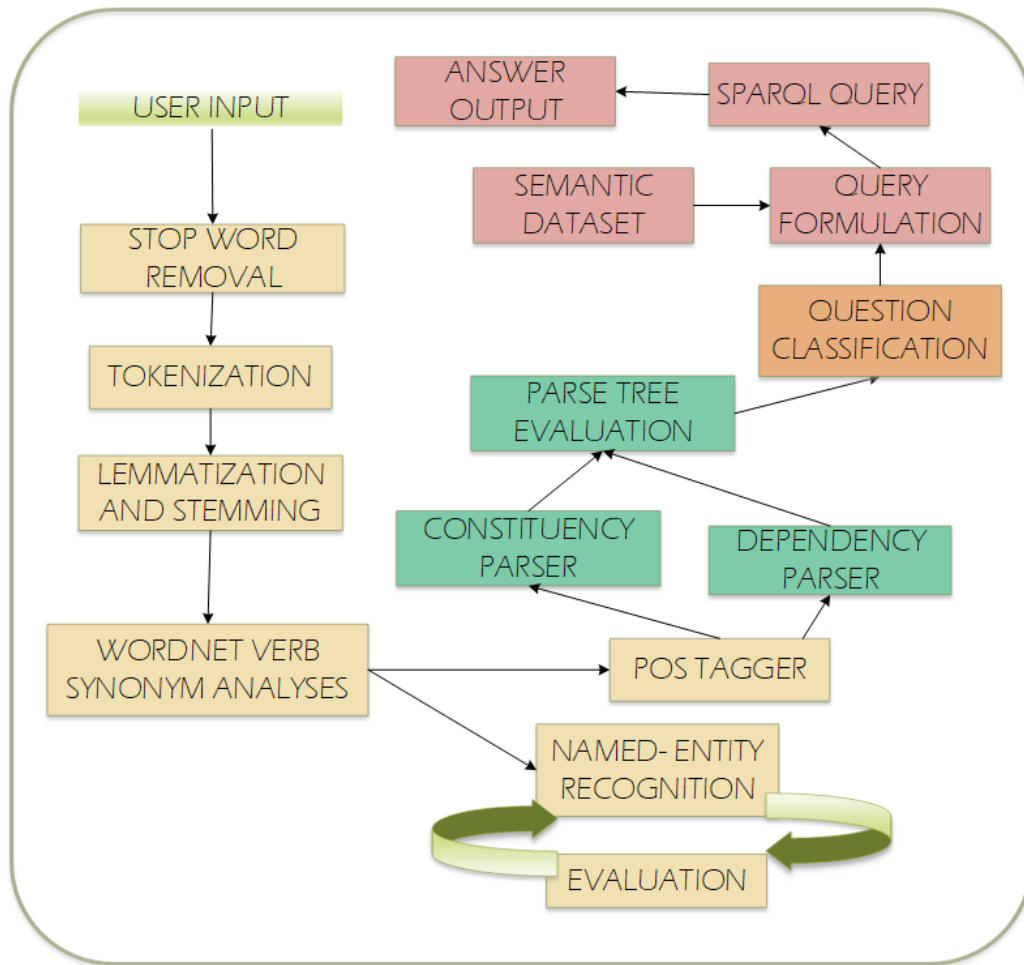 USER INPUT
STOP WORD
REMOVAL
TOKENIZATION
LEMMATIZATION
AND STEMMING
WORDNET VERB
SYNONYM ANALYSES
ANSWER
OUTPUT
SPARQL QUERY
SEMANTIC
DATASET
QUERY
FORMULATION
QUESTION
CLASSIFICATION
PARSE TREE
EVALUATION
CONSTITUENCY
PARSER
DEPENDENCY
PARSER
POS TAGGER
NAMED- ENTITY
RECOGNITION
EVALUATION